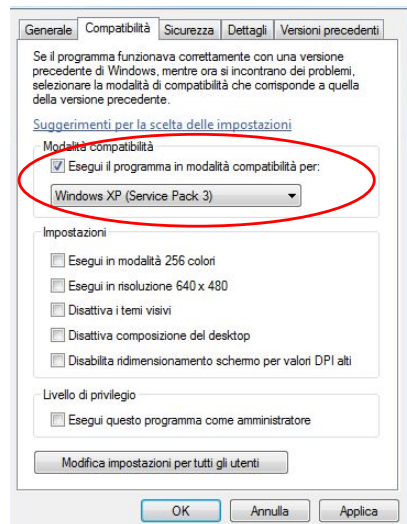 Generale Compatibilità Sicurezza Dettagli Versioni precedenti
Se il programma funzionava correttamente con una versione
precedente di Windows, mentre ora si incontrano dei problemi,
selezionare la modalità di compatibilità che corrisponde a quella
della versione precedente.
Suggerimenti per la scelta delle impostazioni
Modalità compatibilità
Esegui il programma in modalità compatibilità per:
Windows XP (Service Pack 3)
Impostazioni
Esegui in modalità 256 colori
Esegui in risoluzione 640 x 480
Disattiva i temi visivi
Disattiva composizione del desktop
Disabilita ridimensionamento schermo per valori DPI alti
Livello di privilegio
Esegui questo programma come amministratore
Modifica impostazioni per tutti gli utenti
OK Annulla Applica